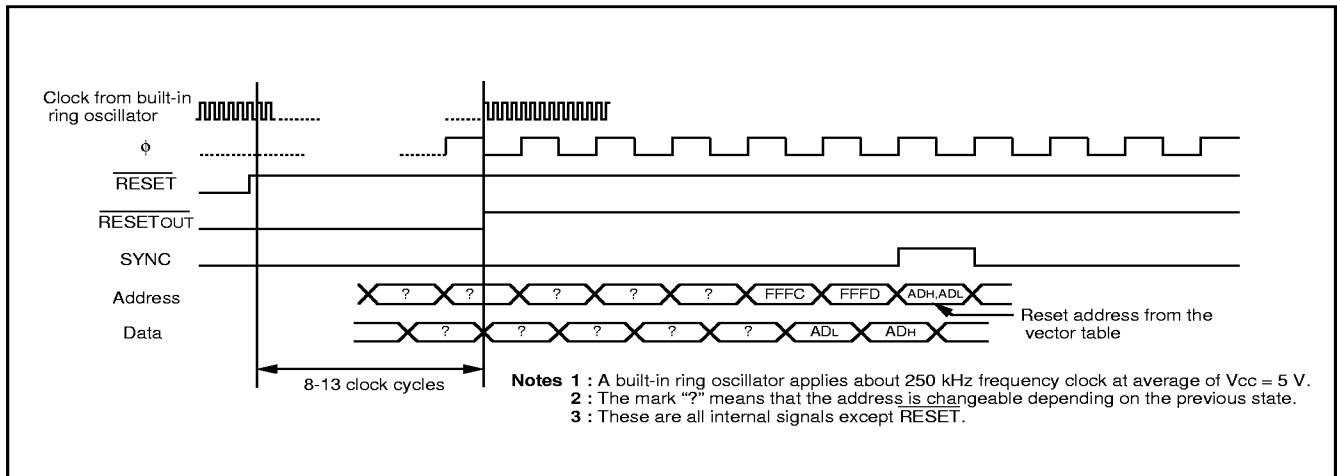 Clock from built-in
ring oscillator
ϕ
RESET
RESETOUT
SYNC
Address
? ? ? ? ? FFFC FFFD ADH,ADL
Reset address from the
vector table
Data
? ? ? ? ? ADL ADH
8-13 clock cycles
Notes 1 : A built-in ring oscillator applies about 250 kHz frequency clock at average of Vcc = 5 V.
2 : The mark “?” means that the address is changeable depending on the previous state.
3 : These are all internal signals except RESET.